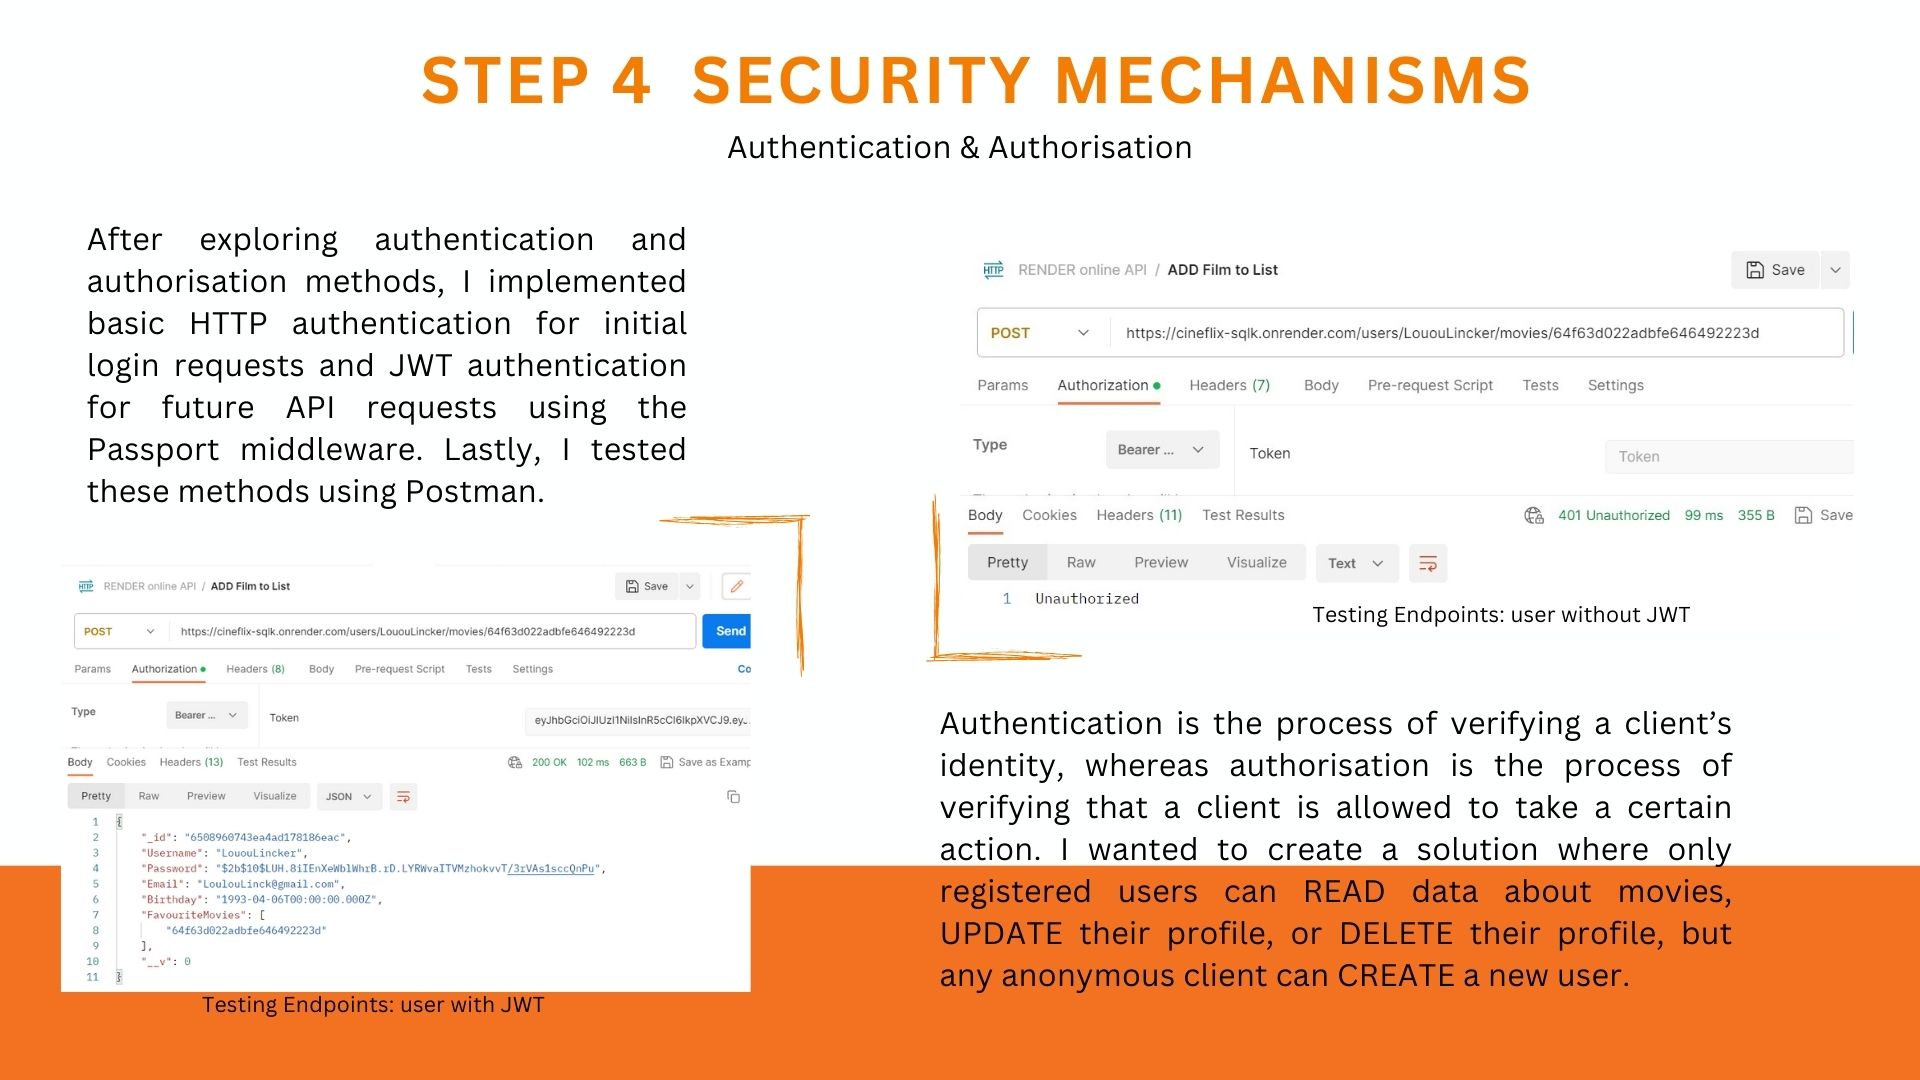 STEP 4 SECURITY MECHANISMS
Authentication & Authorisation
After exploring authentication and
authorisation methods, I implemented
basic HTTP authentication for initial
login requests and JWT authentication
for future API requests using the
Passport middleware. Lastly, I tested
these methods using Postman.
HTTP RENDER online API / ADD Film to List Save
POST https://cineflix-sqlk.onrender.com/users/LououLincker/movies/64f63d022adbfe646492223d Send
Params Authorization Headers (8) Body Pre-request Script Tests Settings Co
Type Bearer ... Token
Body Cookies Headers (13) Test Results 200 OK 102 ms 663 B Save as Examp
Pretty Raw Preview Visualize JSON
1 {
2 "_id": "6508960743ea4ad178186eac",
3 "Username": "LououLincker",
4 "Password": "$2b$10$LUH.8iIEnXeWblWhrB.rD.LYRWvaITVMzhokvvT/3rVAs1sccQnPu",
5 "Email": "LoulouLinck@gmail.com",
6 "Birthday": "1993-04-06T00:00:00.000Z",
7 "FavouriteMovies": [
8 "64f63d022adbfe646492223d"
9 ],
10 "__v": 0
11 }
Testing Endpoints: user with JWT
HTTP RENDER online API / ADD Film to List Save
POST https://cineflix-sqlk.onrender.com/users/LououLincker/movies/64f63d022adbfe646492223d
Params Authorization Headers (7) Body Pre-request Script Tests Settings
Type Bearer ... Token Token
Body Cookies Headers (11) Test Results 401 Unauthorized 99 ms 355 B Save
Pretty Raw Preview Visualize Text
1 Unauthorized
Testing Endpoints: user without JWT
Authentication is the process of verifying a client’s
identity, whereas authorisation is the process of
verifying that a client is allowed to take a certain
action. I wanted to create a solution where only
registered users can READ data about movies,
UPDATE their profile, or DELETE their profile, but
any anonymous client can CREATE a new user.